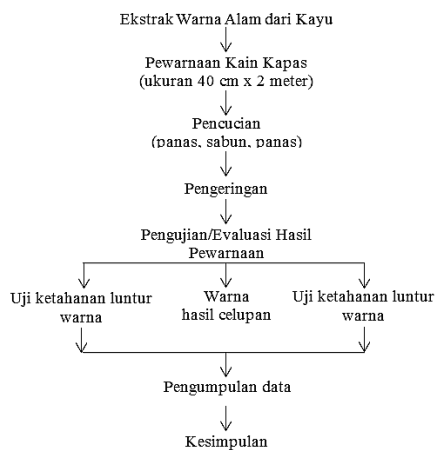 Ekstrak Warna Alam dari Kayu
Pewarnaan Kain Kapas
(ukuran 40 cm x 2 meter)
Pencucian
(panas, sabun, panas)
Pengeringan
Pengujian/Evaluasi Hasil
Pewarnaan
Uji ketahanan luntur
warna
Warna
hasil celupan
Uji ketahanan luntur
warna
Pengumpulan data
Kesimpulan